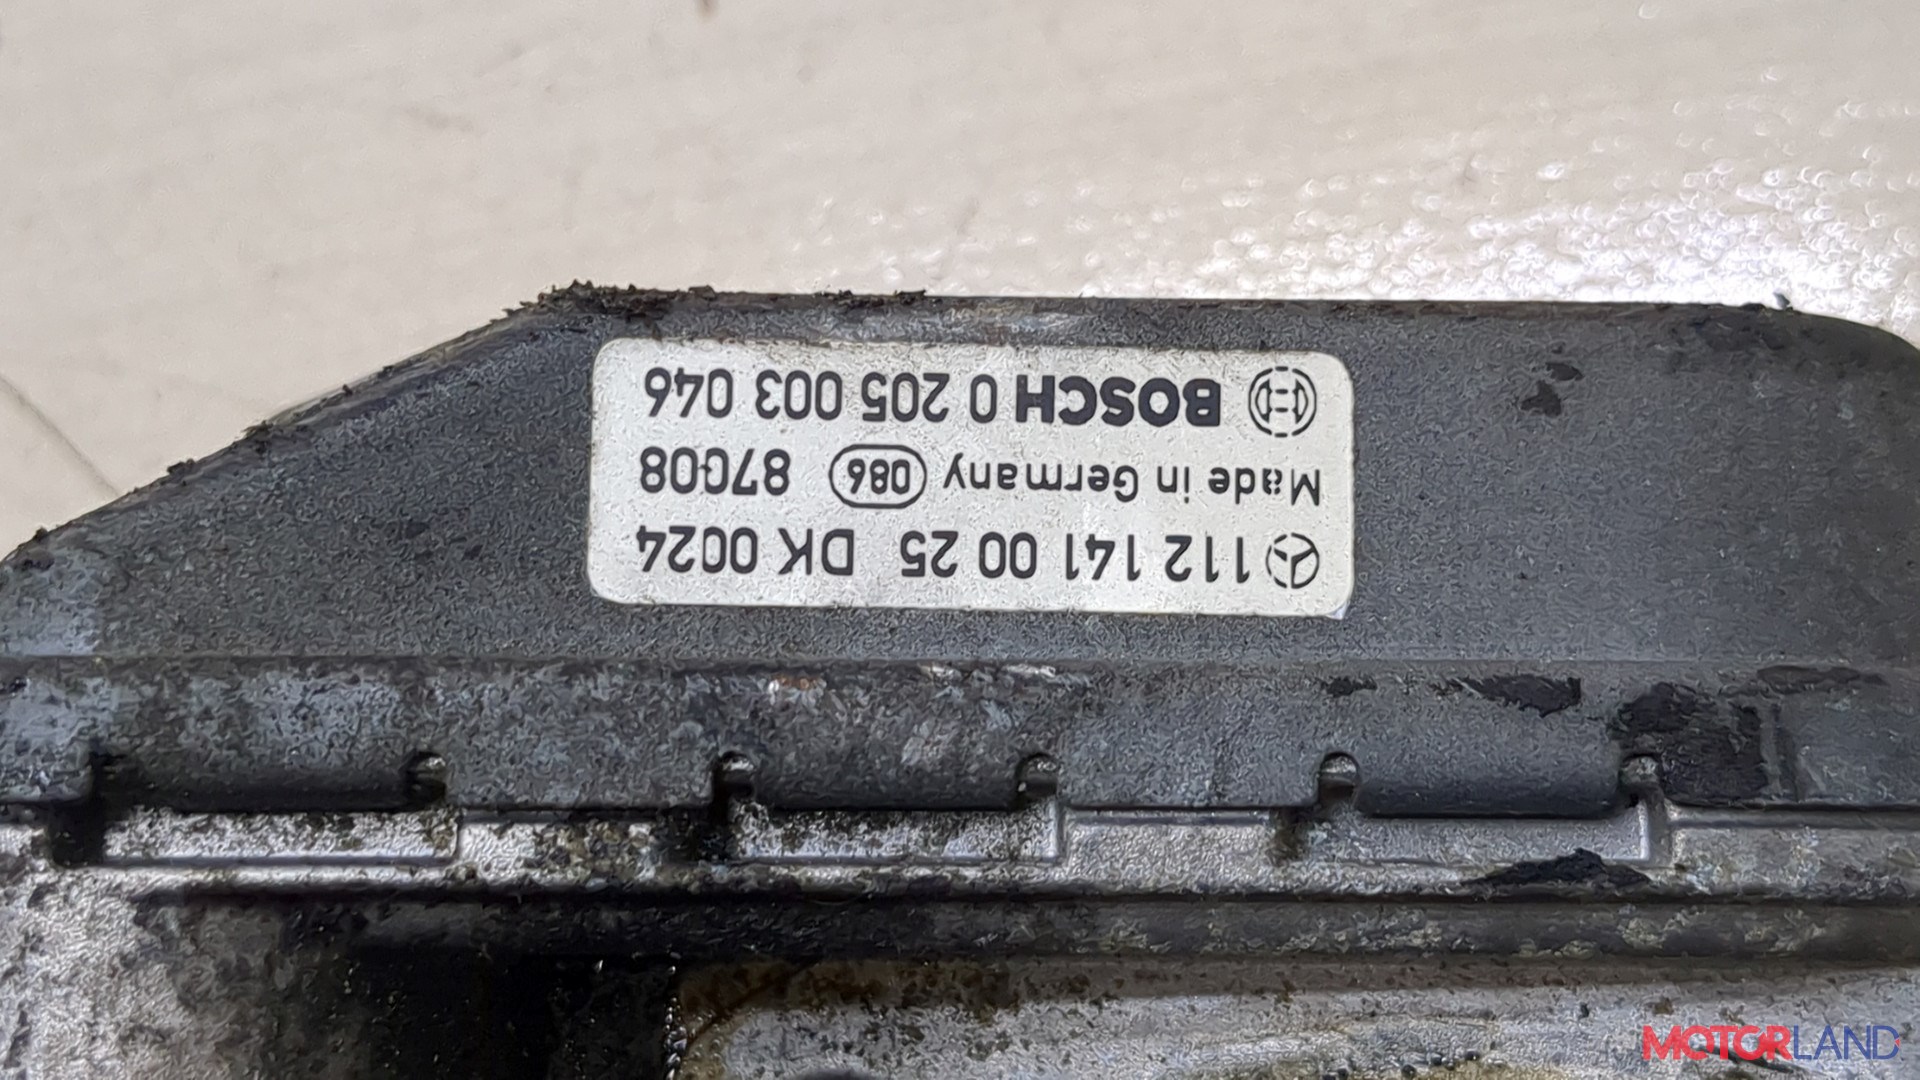 112 141 00 25 DK 0024
Made in Germany 086 87G08
BOSCH 0 205 003 046
MOTORLAND